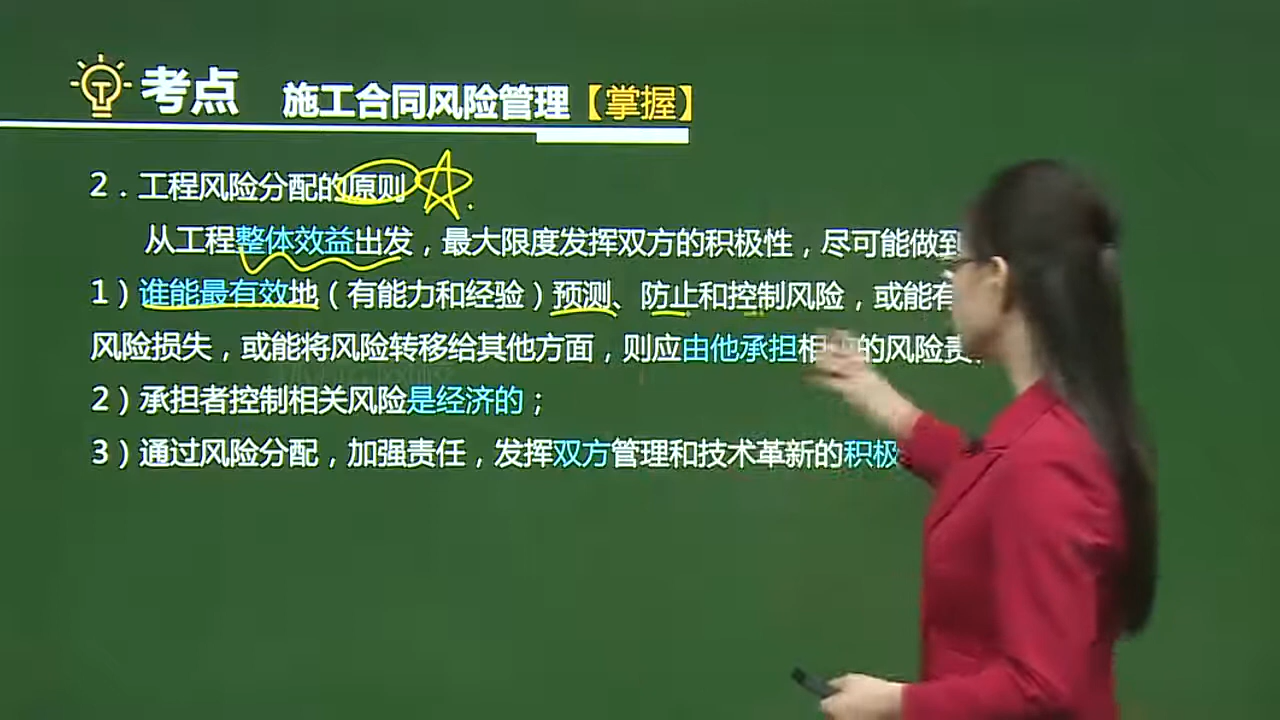 考点 施工合同风险管理【掌握】
2．工程风险分配的原则
从工程整体效益出发，最大限度发挥双方的积极性，尽可能做到
1）谁能最有效地（有能力和经验）预测、防止和控制风险，或能有
风险损失，或能将风险转移给其他方面，则应由他承担相 的风险责
2）承担者控制相关风险是经济的；
3）通过风险分配，加强责任，发挥双方管理和技术革新的积极